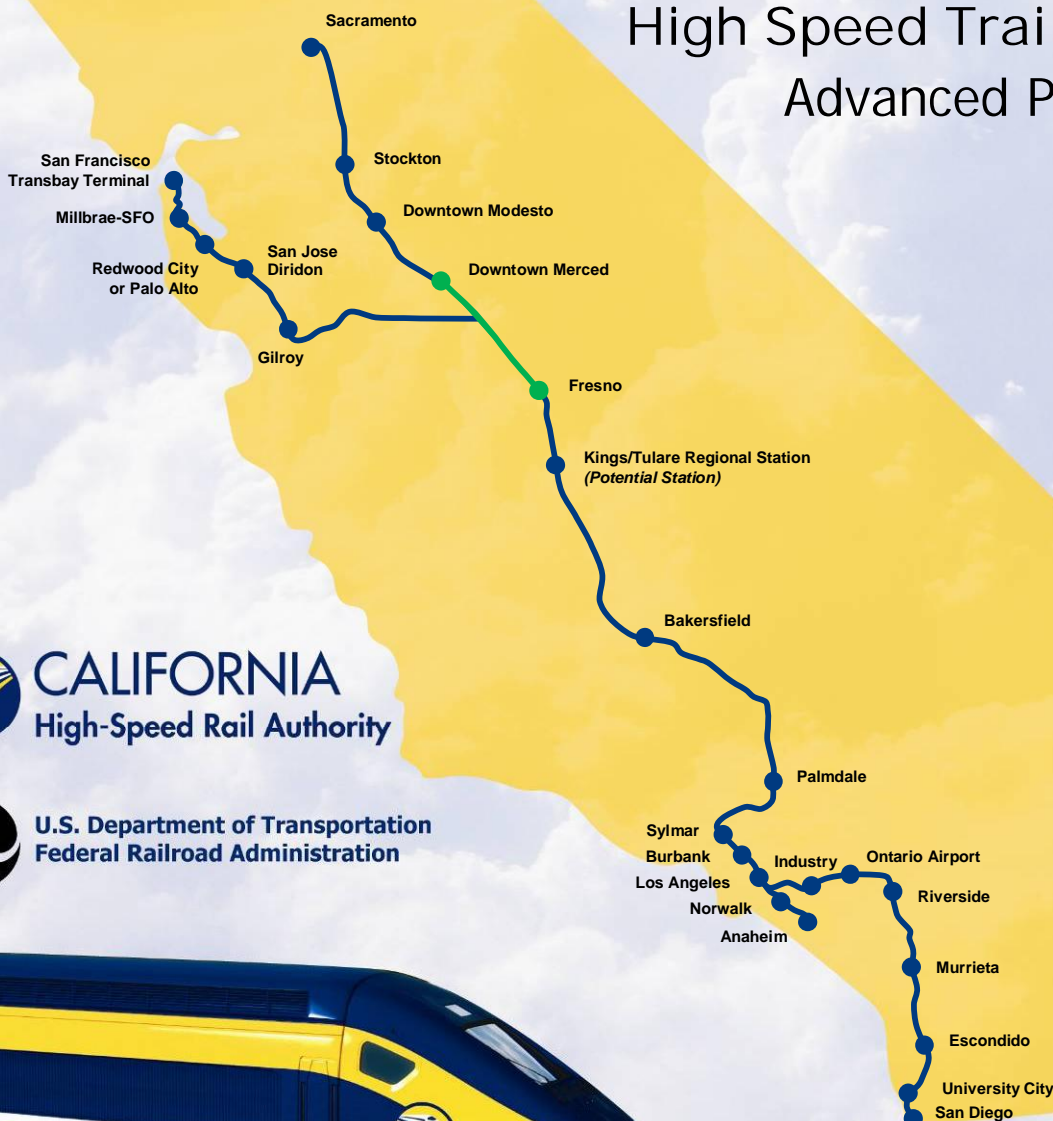 High Speed Trai
Advanced P
Sacramento
San Francisco
Transbay Terminal
Stockton
Millbrae-SFO
Downtown Modesto
Redwood City
or Palo Alto
San Jose
Diridon
Downtown Merced
Gilroy
Fresno
Kings/Tulare Regional Station
(Potential Station)
Bakersfield
CALIFORNIA
High-Speed Rail Authority
Palmdale
U.S. Department of Transportation
Federal Railroad Administration
Sylmar
Burbank
Los Angeles
Industry
Ontario Airport
Norwalk
Riverside
Anaheim
Murrieta
Escondido
University City
San Diego